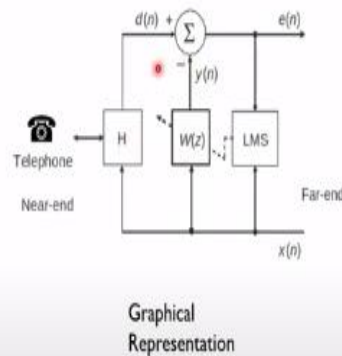 d(n) + Σ e(n)
− y(n)
H W(z) LMS
Telephone
Near-end Far-end
x(n)
Graphical
Representation